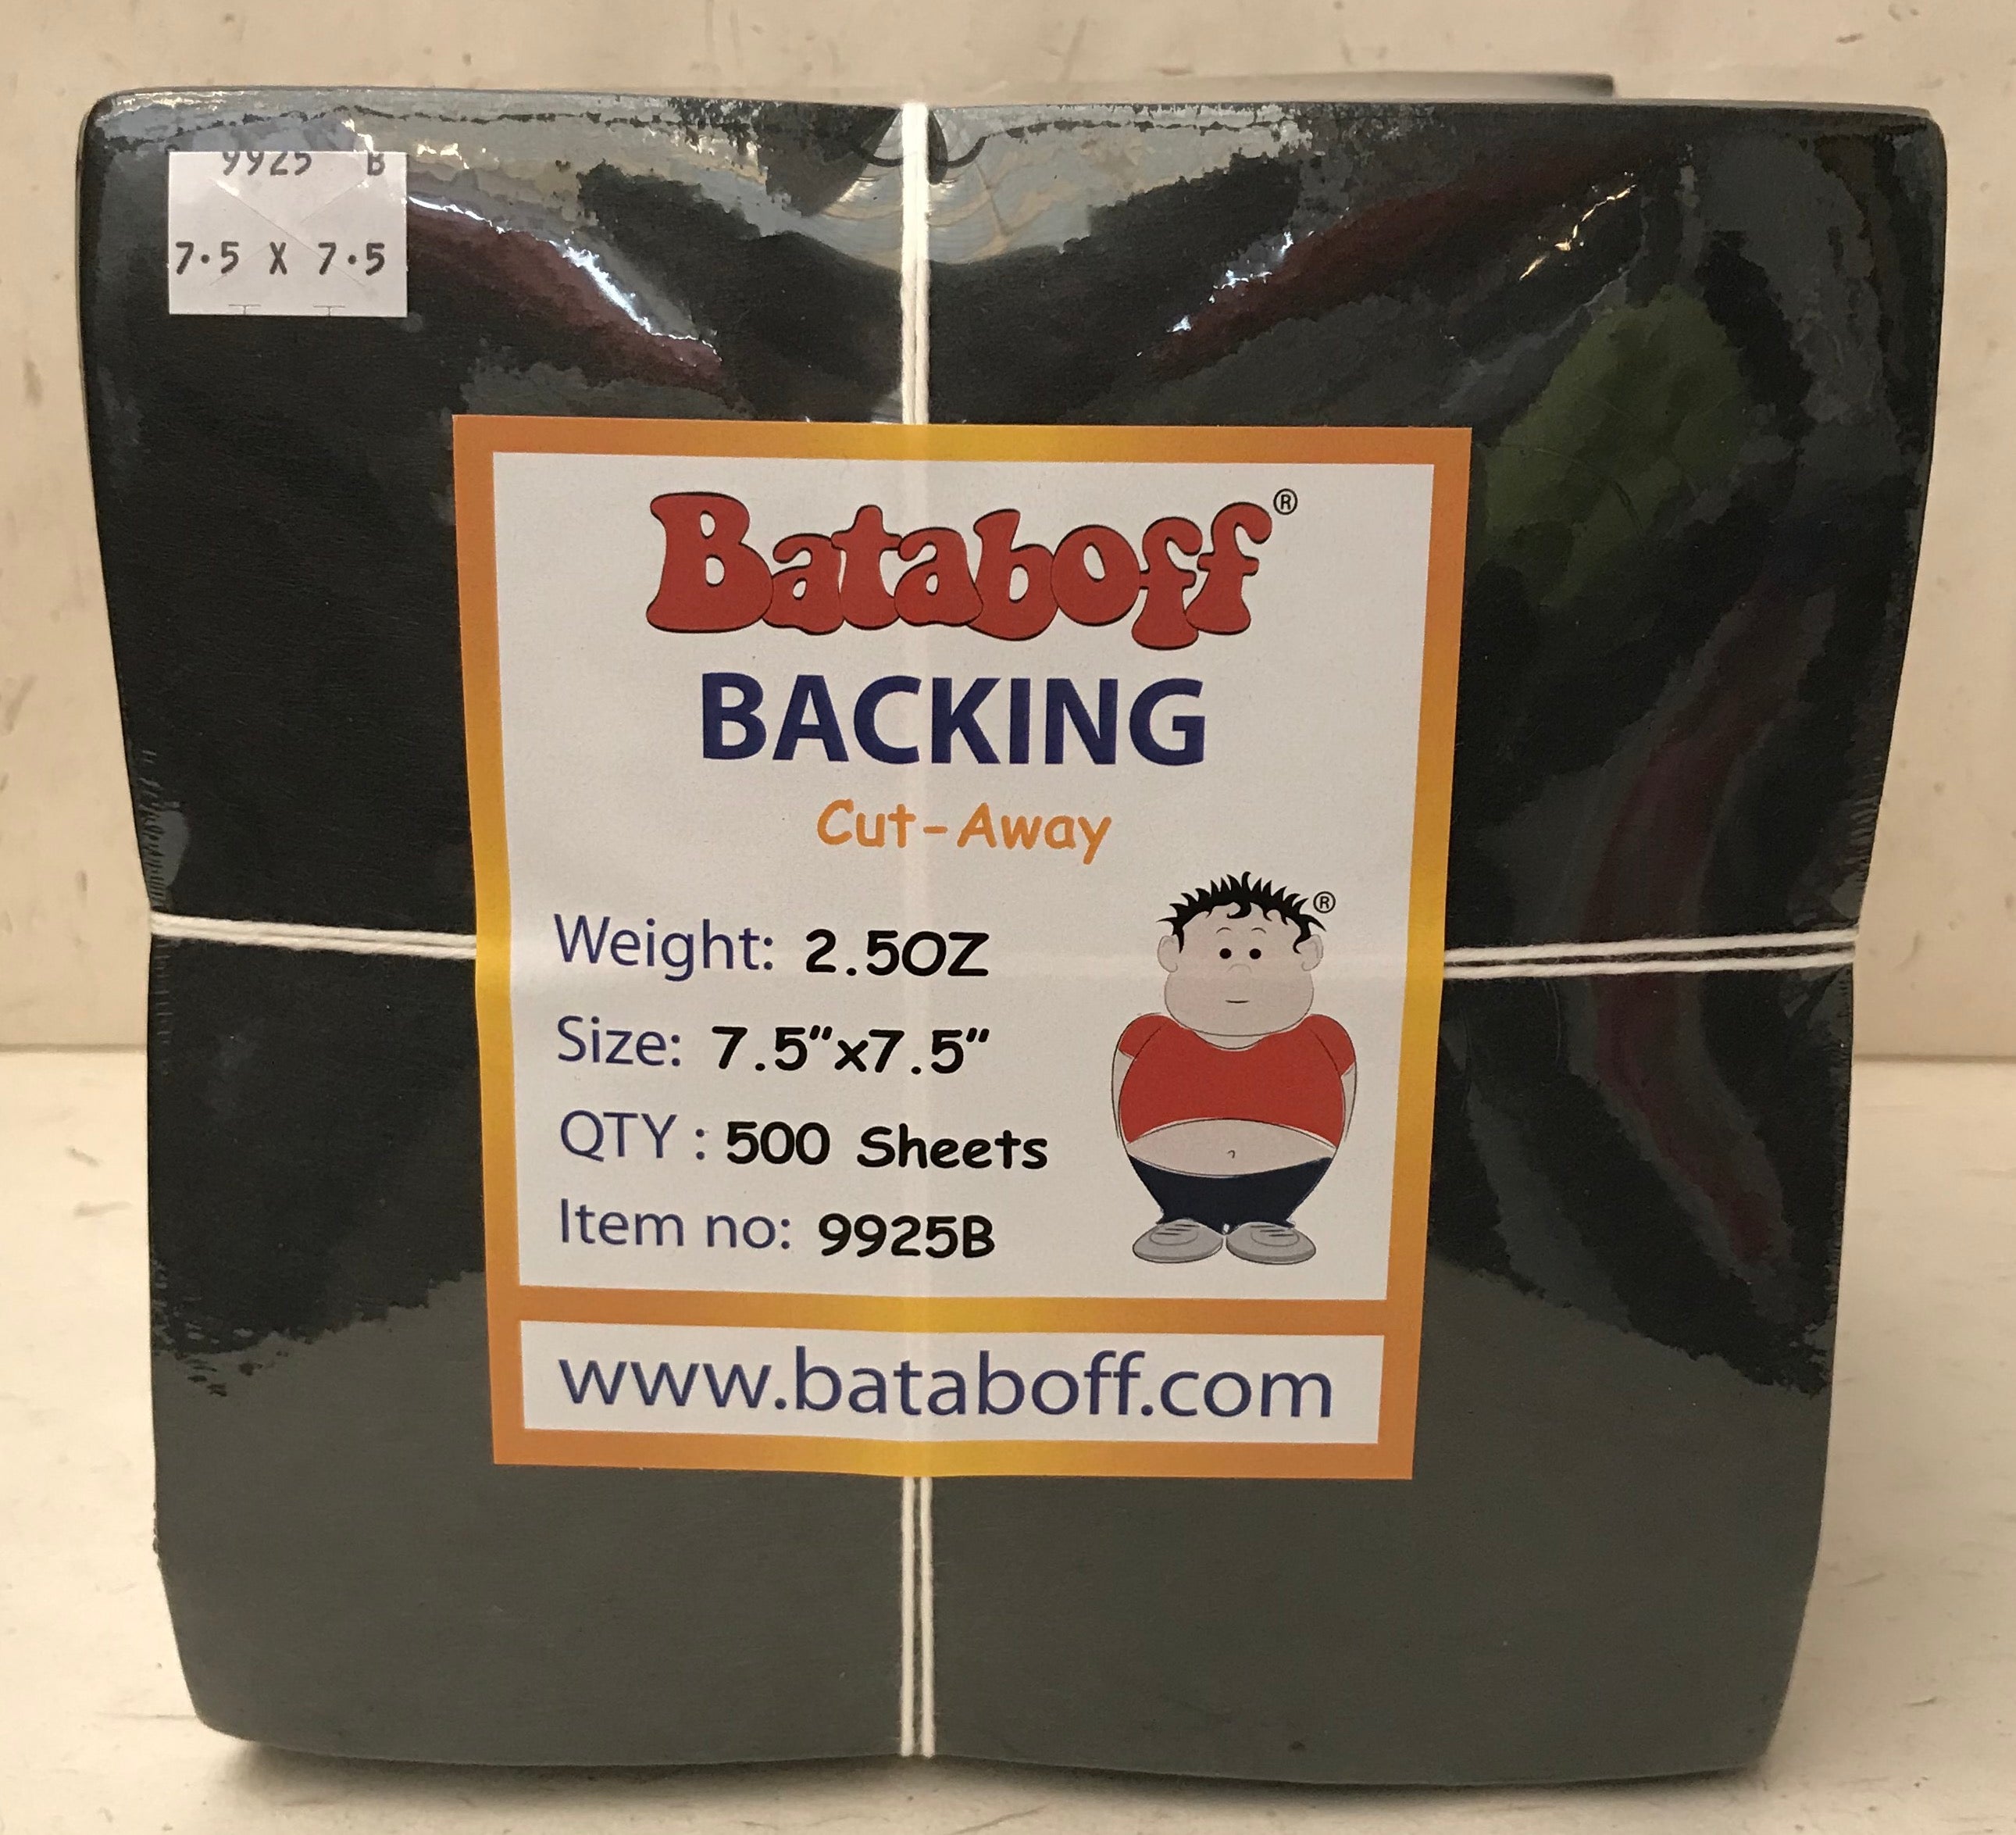 9925 B
7.5 X 7.5
Bataboff®
BACKING
Cut-Away
®
Weight: 2.5OZ
Size: 7.5"x7.5"
QTY : 500 Sheets
Item no: 9925B
www.bataboff.com